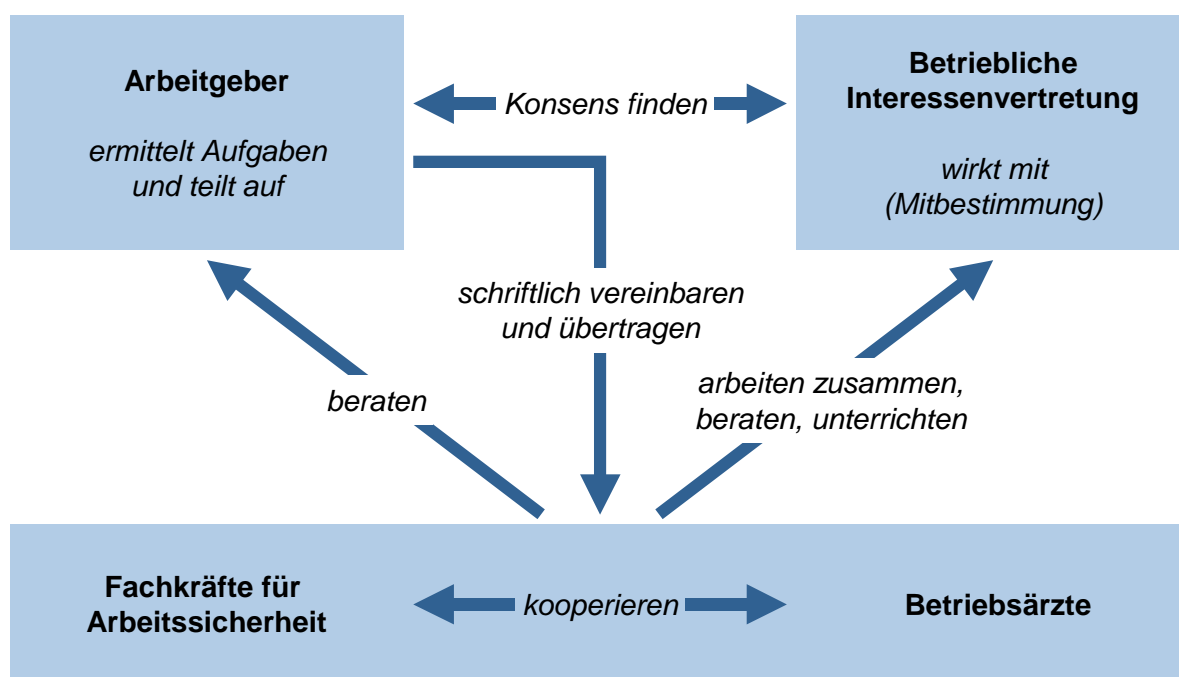 Arbeitgeber
ermittelt Aufgaben
und teilt auf
Konsens finden
Betriebliche
Interessenvertretung
wirkt mit
(Mitbestimmung)
schriftlich vereinbaren
und übertragen
beraten
arbeiten zusammen,
beraten, unterrichten
Fachkräfte für
Arbeitssicherheit
kooperieren
Betriebsärzte